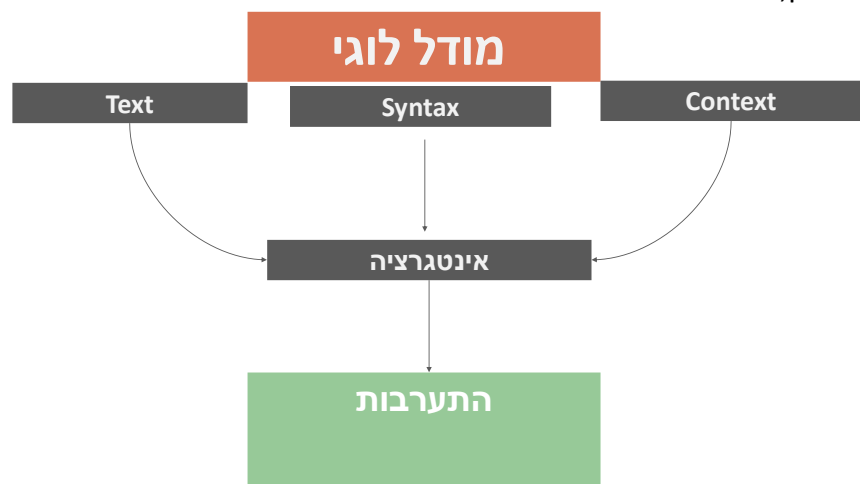 מודל לוגי
Text
Syntax
Context
אינטגרציה
התערבות